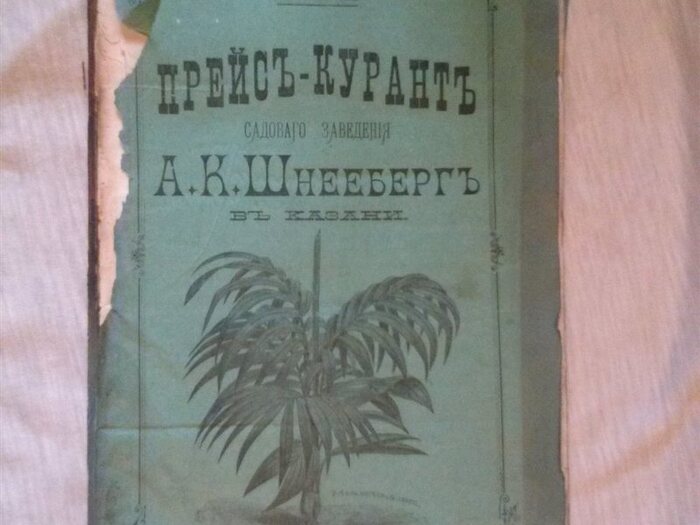 ПРЕЙСЪ-КУРАНТЪ
САДОВАГО ЗАВЕДЕНІЯ
А.К.ШНЕЕБЕРГЪ
ВЪ КАЗАНИ.